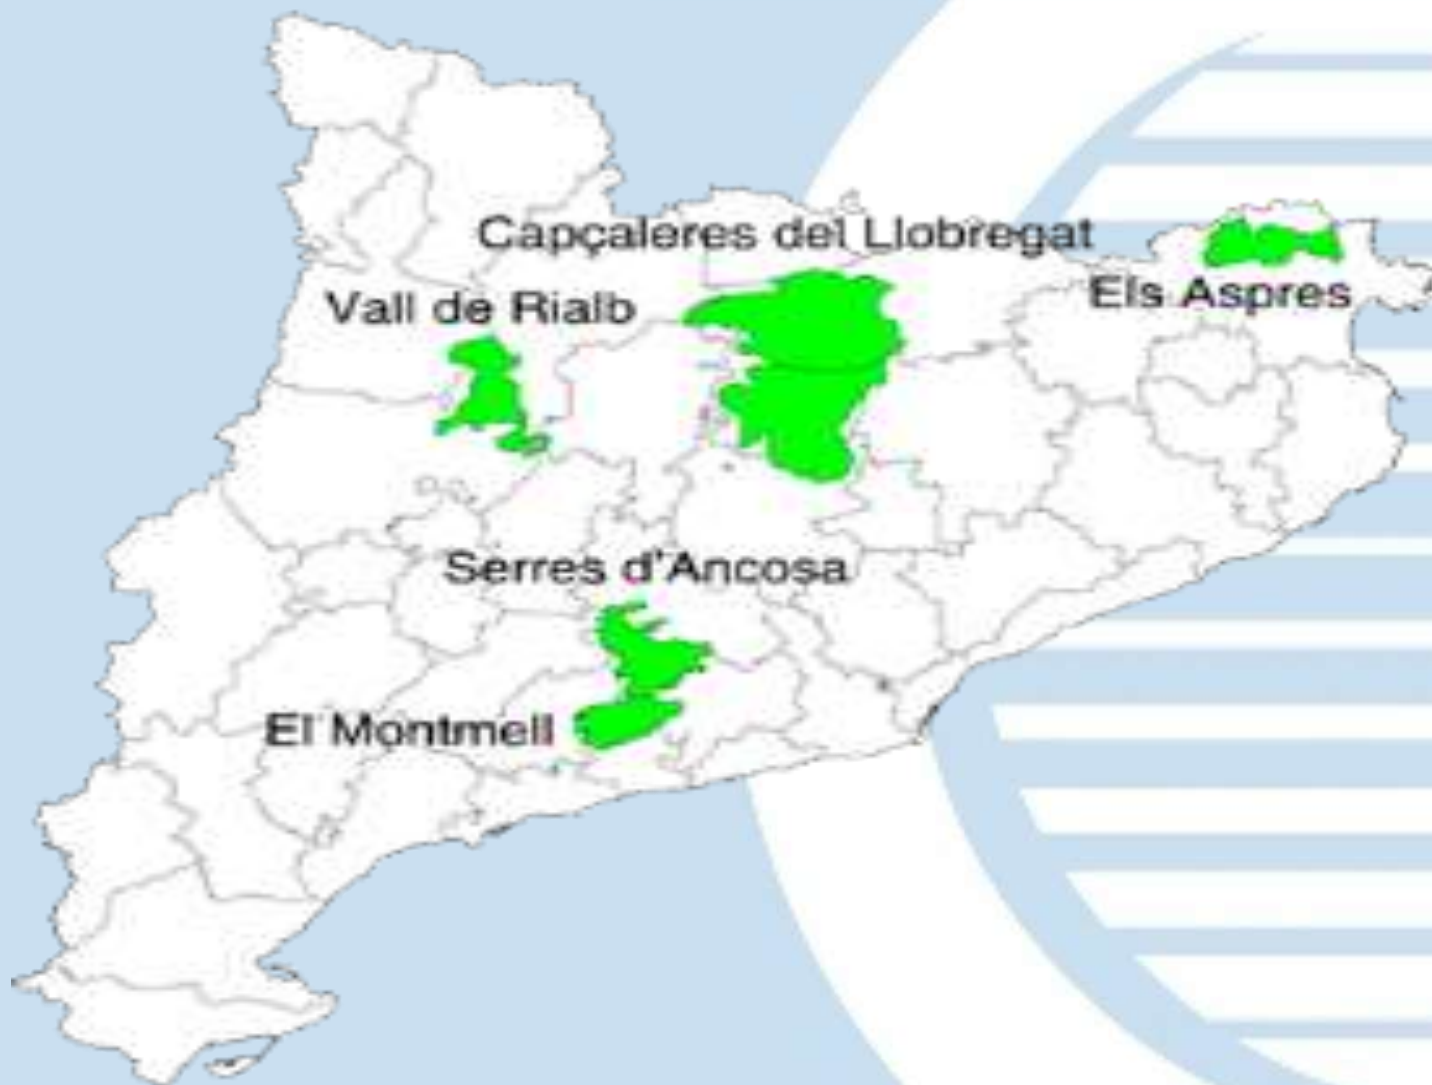 Capçaleres del Llobregat
Els Aspres
Vall de Rialb
Serres d'Ancosa
El Montmell